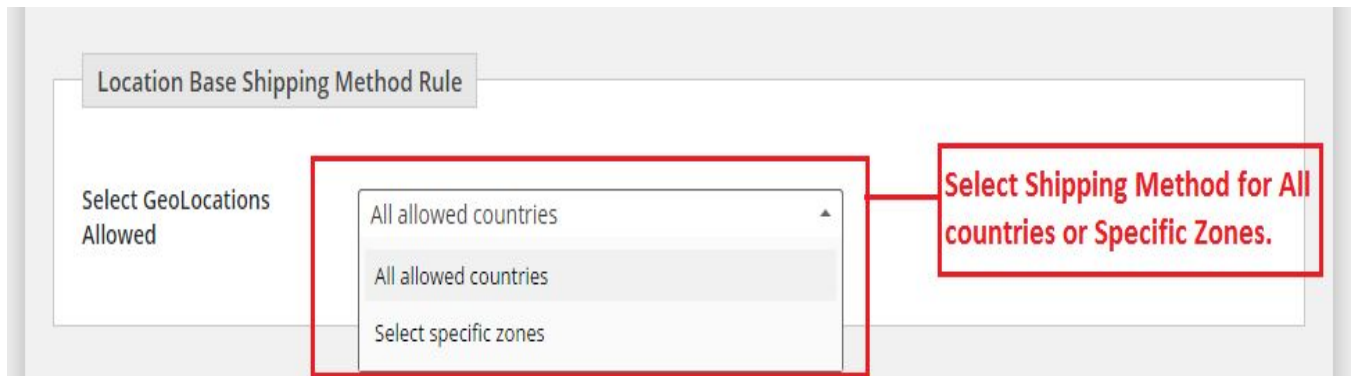 Location Base Shipping Method Rule
Select GeoLocations
Allowed
All allowed countries
All allowed countries
Select specific zones
Select Shipping Method for All
countries or Specific Zones.